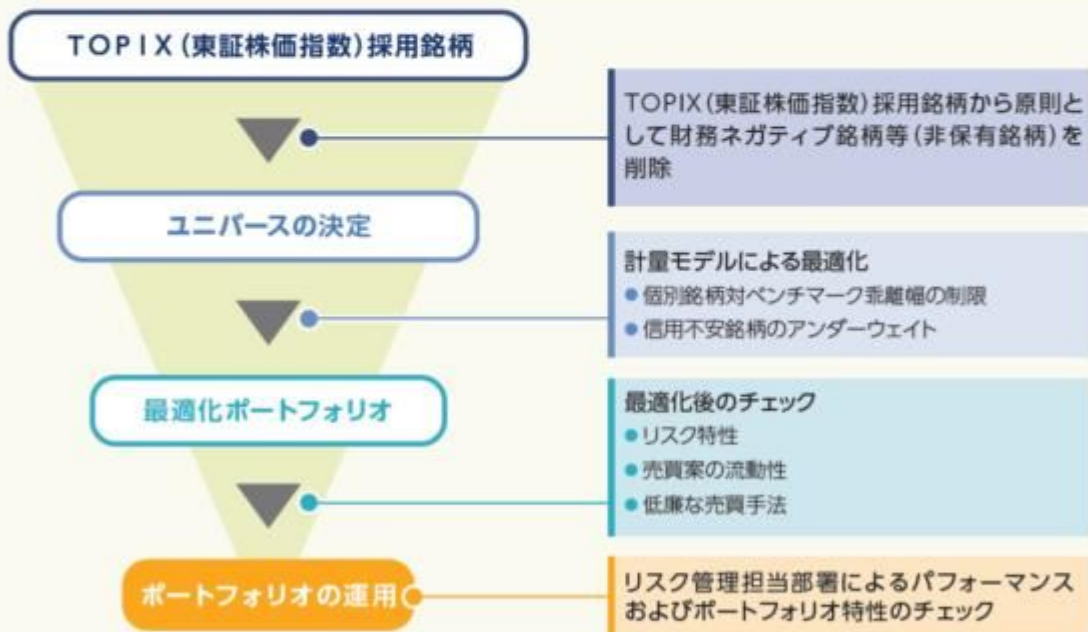 TOPIX(東証株価指数)採用銘柄
TOPIX(東証株価指数)採用銘柄から原則と
して財務ネガティブ銘柄等(非保有銘柄)を
削除
ユニバースの決定
計量モデルによる最適化
●個別銘柄対ベンチマーク乖離幅の制限
●信用不安銘柄のアンダーウェイト
最適化ポートフォリオ
最適化後のチェック
●リスク特性
●売買案の流動性
●低廉な売買手法
ポートフォリオの運用
リスク管理担当部署によるパフォーマンス
およびポートフォリオ特性のチェック